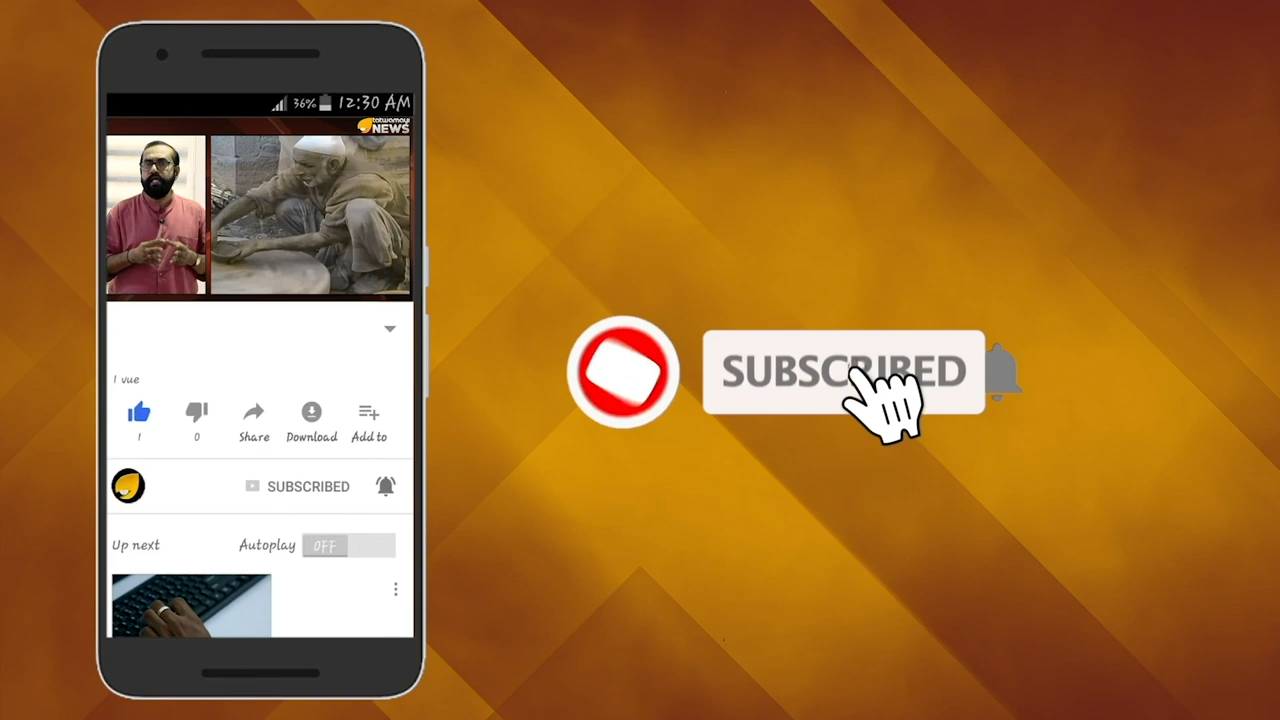 36% 12:30 AM
tatwamayi
NEWS
1 vue
1
0
Share
Download
Add to
SUBSCRIBED
Up next
Autoplay
OFF
SUBSCRIBED